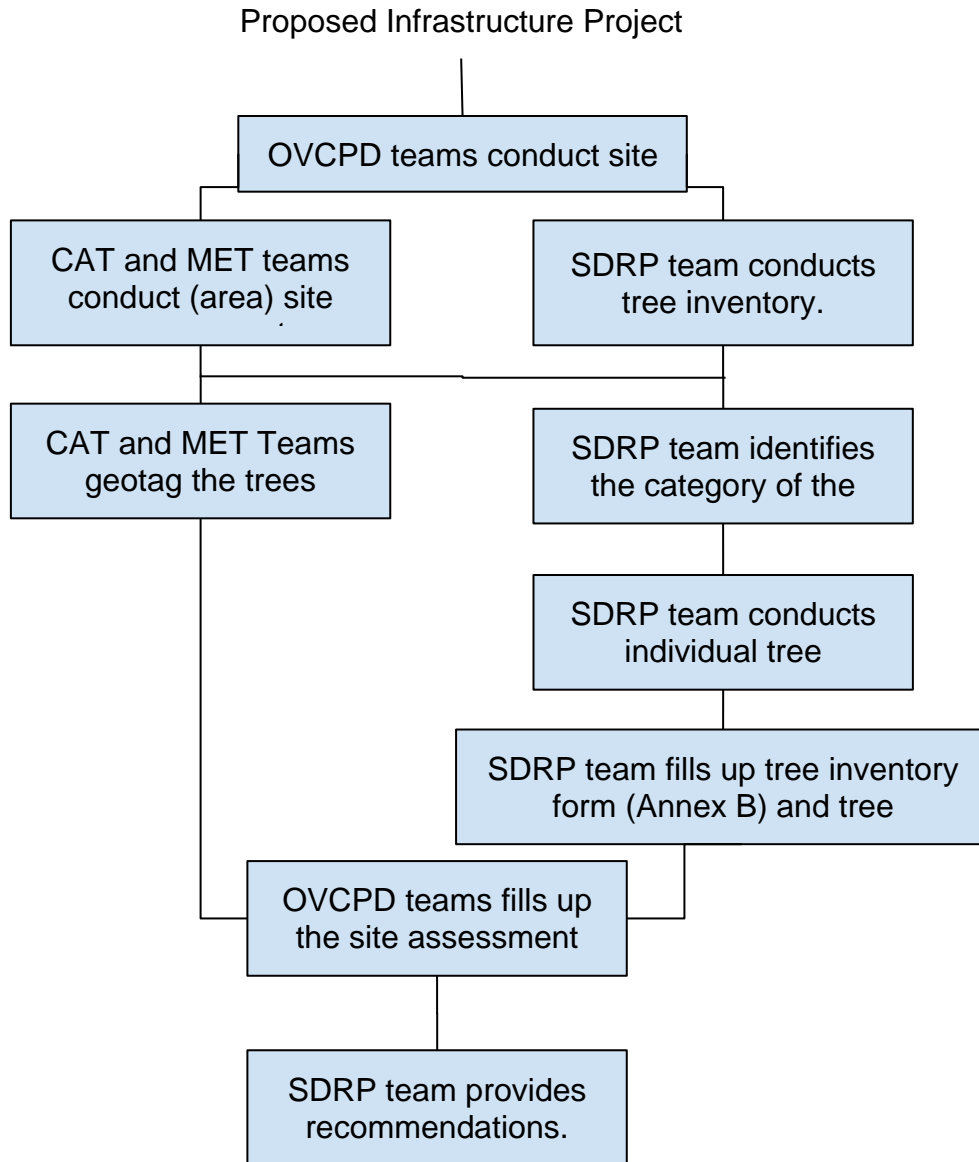 Proposed Infrastructure Project
OVCPD teams conduct site
CAT and MET teams
conduct (area) site
SDRP team conducts
tree inventory.
CAT and MET Teams
geotag the trees
SDRP team identifies
the category of the
SDRP team conducts
individual tree
SDRP team fills up tree inventory
form (Annex B) and tree
OVCPD teams fills up
the site assessment
SDRP team provides
recommendations.